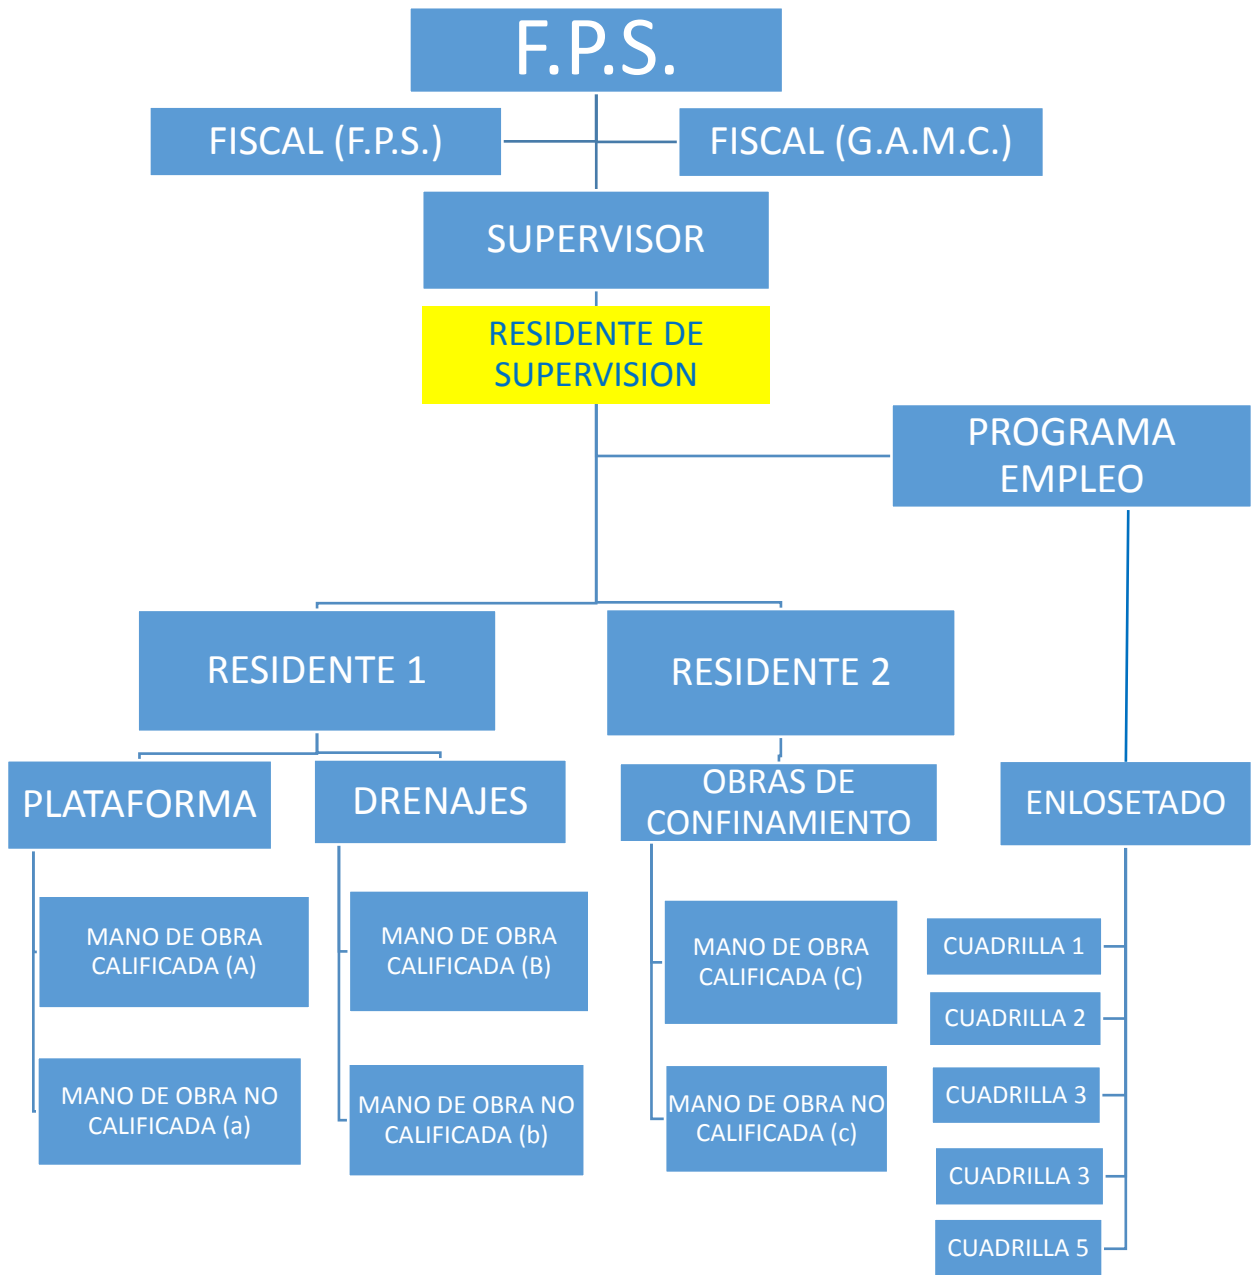 F.P.S.
FISCAL (F.P.S.)
FISCAL (G.A.M.C.)
SUPERVISOR
RESIDENTE DE
SUPERVISION
PROGRAMA
EMPLEO
RESIDENTE 1
RESIDENTE 2
PLATAFORMA
DRENAJES
OBRAS DE
CONFINAMIENTO
ENLOSETADO
MANO DE OBRA
CALIFICADA (A)
MANO DE OBRA
CALIFICADA (B)
MANO DE OBRA
CALIFICADA (C)
MANO DE OBRA NO
CALIFICADA (a)
MANO DE OBRA NO
CALIFICADA (b)
MANO DE OBRA NO
CALIFICADA (c)
CUADRILLA 1
CUADRILLA 2
CUADRILLA 3
CUADRILLA 3
CUADRILLA 5